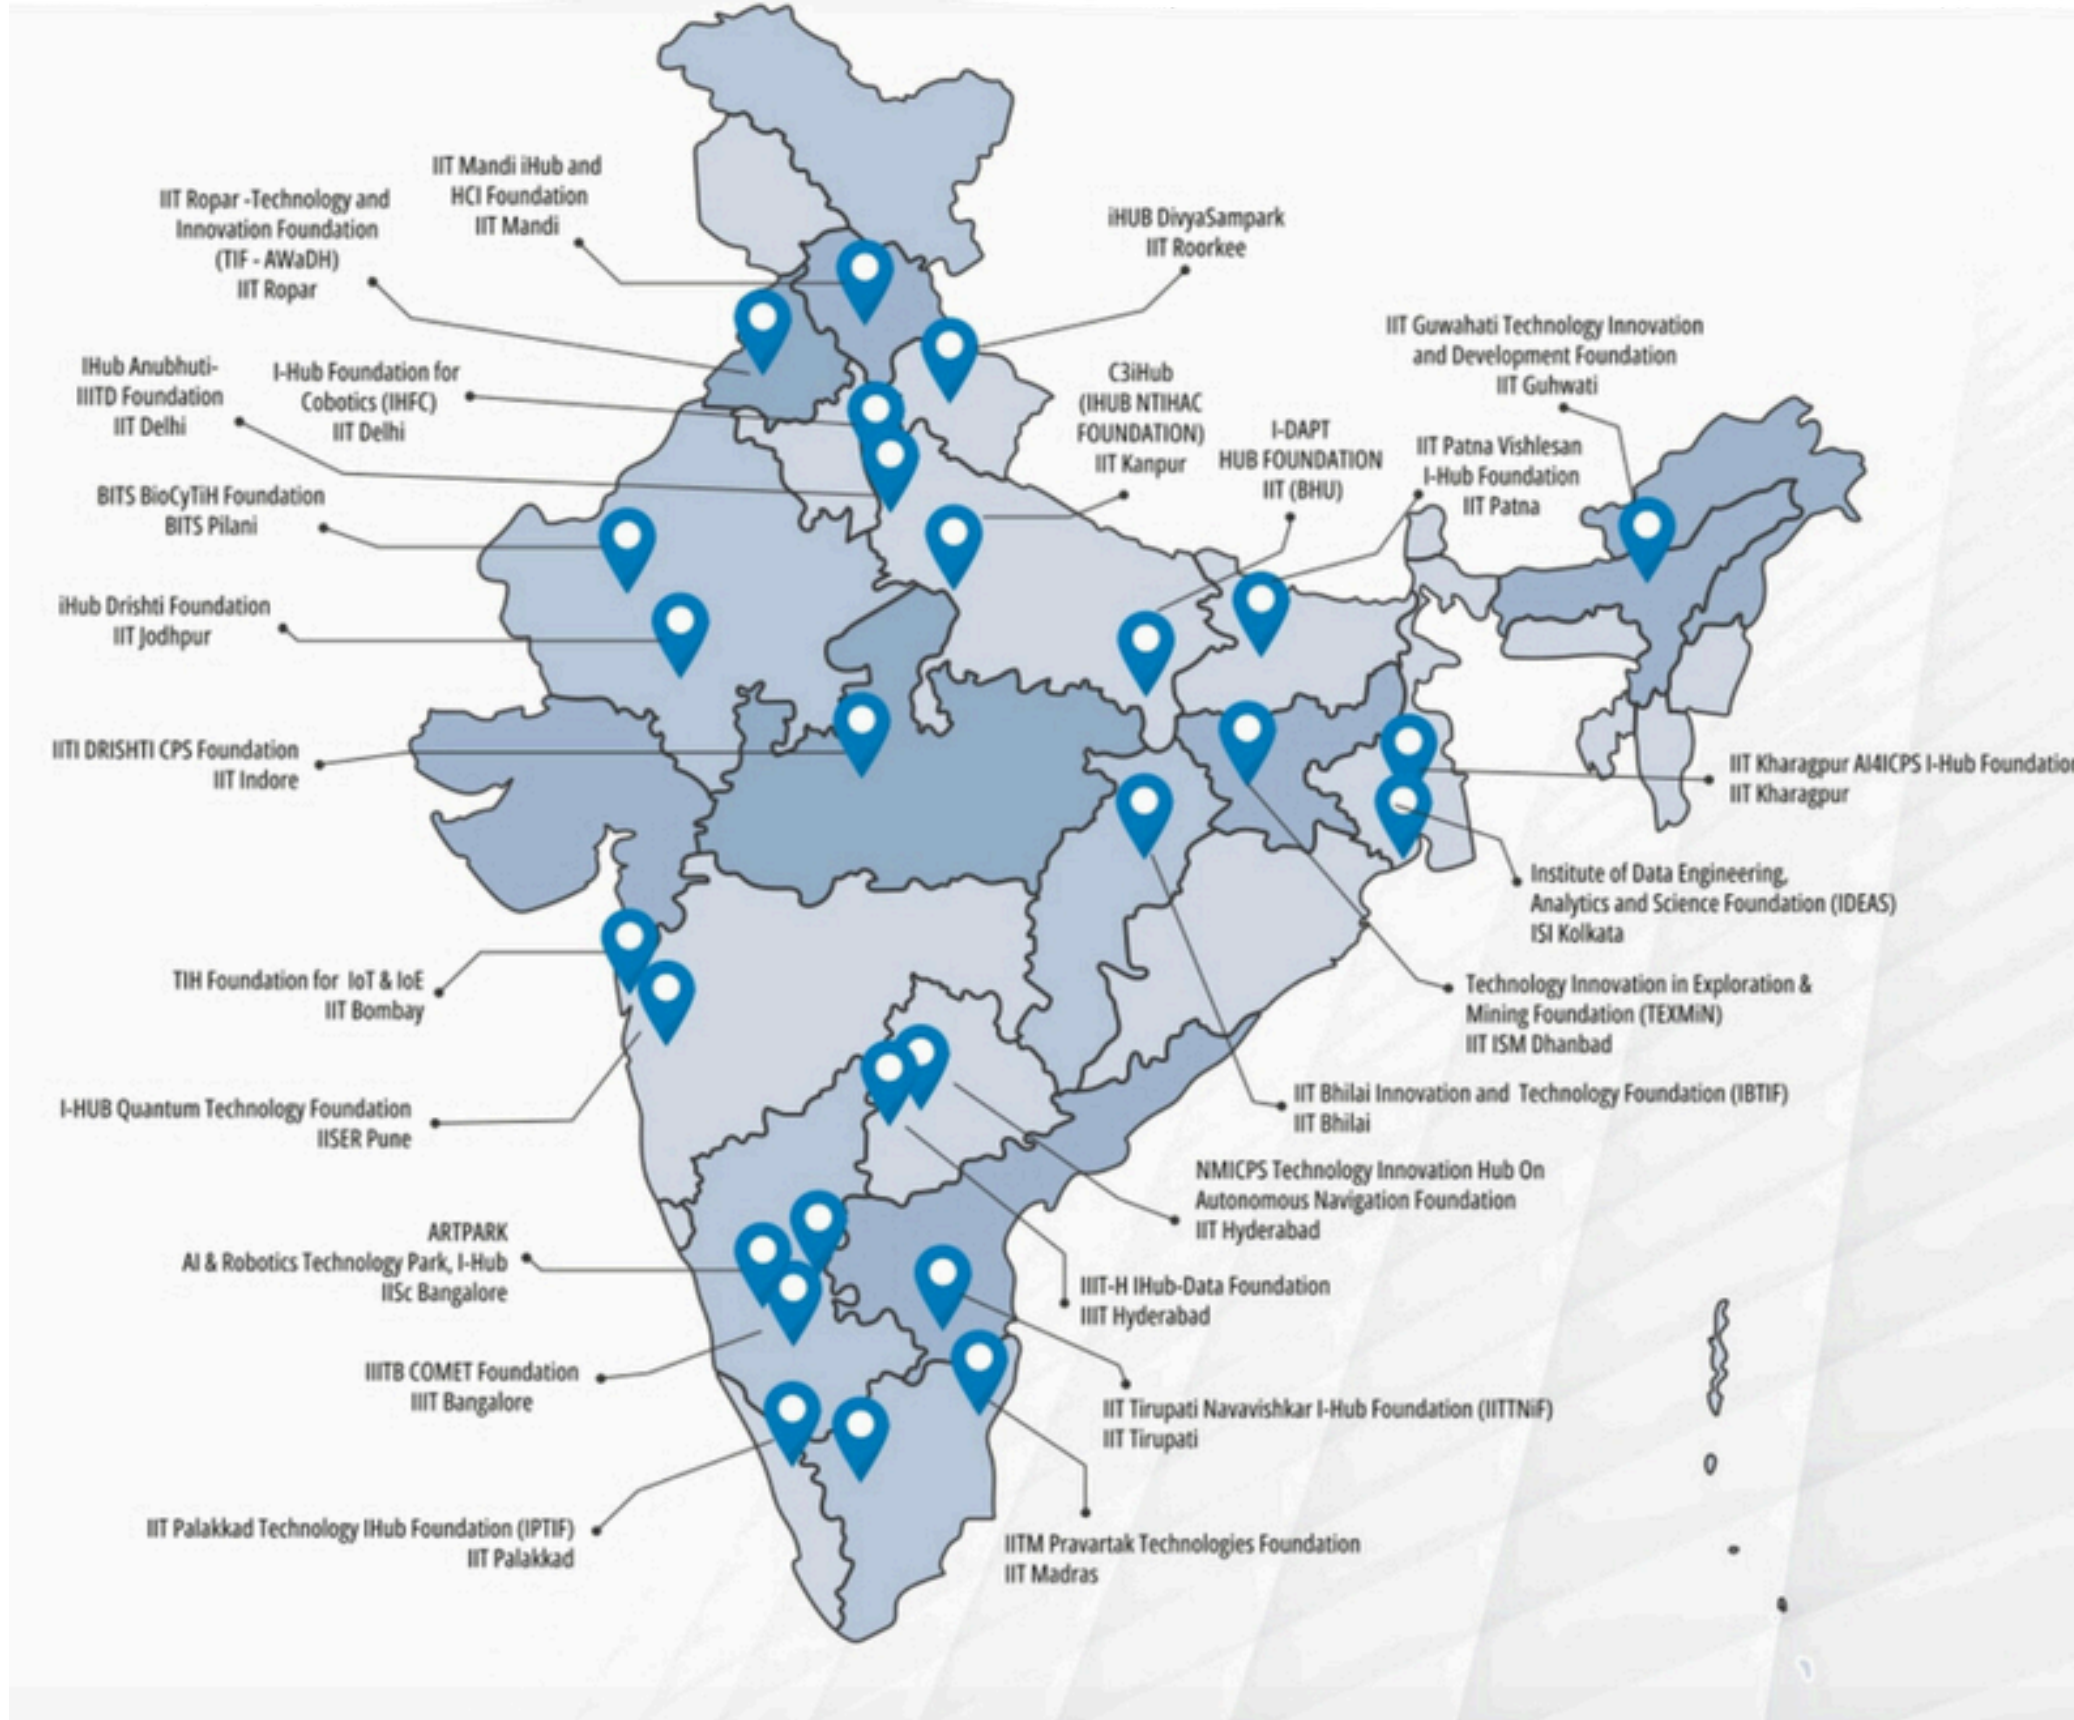 IIT Mandi iHub and
HCI Foundation
IIT Mandi
IIT Ropar -Technology and
Innovation Foundation
(TIF - AWaDH)
IIT Ropar
iHUB DivyaSampark
IIT Roorkee
IIT Guwahati Technology Innovation
and Development Foundation
IIT Guhwati
IHub Anubhuti-
IIITD Foundation
IIT Delhi
I-Hub Foundation for
Cobotics (IHFC)
IIT Delhi
C3iHub
(IHUB NTIHAC
FOUNDATION)
IIT Kanpur
I-DAPT
HUB FOUNDATION
IIT (BHU)
IIT Patna Vishlesan
I-Hub Foundation
IIT Patna
BITS BioCyTiH Foundation
BITS Pilani
iHub Drishti Foundation
IIT Jodhpur
IITI DRISHTI CPS Foundation
IIT Indore
IIT Kharagpur AI4ICPS I-Hub Foundation
IIT Kharagpur
Institute of Data Engineering,
Analytics and Science Foundation (IDEAS)
ISI Kolkata
TIH Foundation for IoT & IoE
IIT Bombay
Technology Innovation in Exploration &
Mining Foundation (TEXMiN)
IIT ISM Dhanbad
I-HUB Quantum Technology Foundation
IISER Pune
IIT Bhilai Innovation and Technology Foundation (IBTIF)
IIT Bhilai
NMICPS Technology Innovation Hub On
Autonomous Navigation Foundation
IIT Hyderabad
ARTPARK
AI & Robotics Technology Park, I-Hub
IISc Bangalore
IIIT-H IHub-Data Foundation
IIIT Hyderabad
IIITB COMET Foundation
IIIT Bangalore
IIT Tirupati Navavishkar I-Hub Foundation (IITTNiF)
IIT Tirupati
IIT Palakkad Technology IHub Foundation (IPTIF)
IIT Palakkad
IITM Pravartak Technologies Foundation
IIT Madras